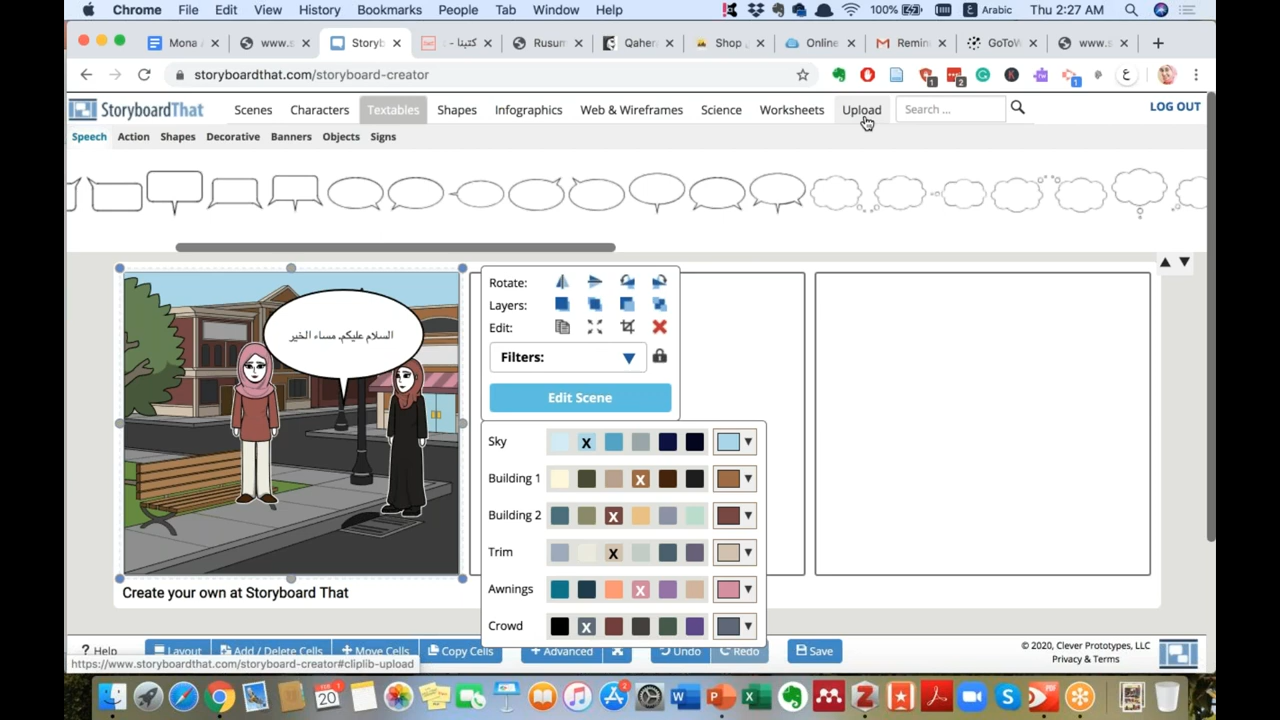 Chrome File Edit View History Bookmarks People Tab Window Help 100% Arabic Thu 2:27 AM
Mona A www.s Storyb كتبنا - Rusum Qahe Shop Online Remin GoToW www.s
storyboardthat.com/storyboard-creator
StoryboardThat Scenes Characters Textables Shapes Infographics Web & Wireframes Science Worksheets Upload Search ... LOG OUT
Speech Action Shapes Decorative Banners Objects Signs
السلام عليكم. مساء الخير
Rotate:
Layers:
Edit:
Filters:
Edit Scene
Sky X
Building 1 X
Building 2 X
Trim X
Awnings X
Crowd X
Create your own at Storyboard That
? Help Layout Add / Delete Cells Move Cells Copy Cells Advanced Undo Redo Save
© 2020, Clever Prototypes, LLC
Privacy & Terms
https://www.storyboardthat.com/storyboard-creator#cliplib-upload